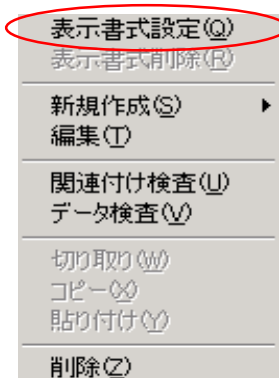 表示書式設定(Q)
表示書式削除(R)
新規作成(S)
編集(T)
関連付け検査(U)
データ検査(V)
切り取り(W)
コピー(X)
貼り付け(Y)
削除(Z)